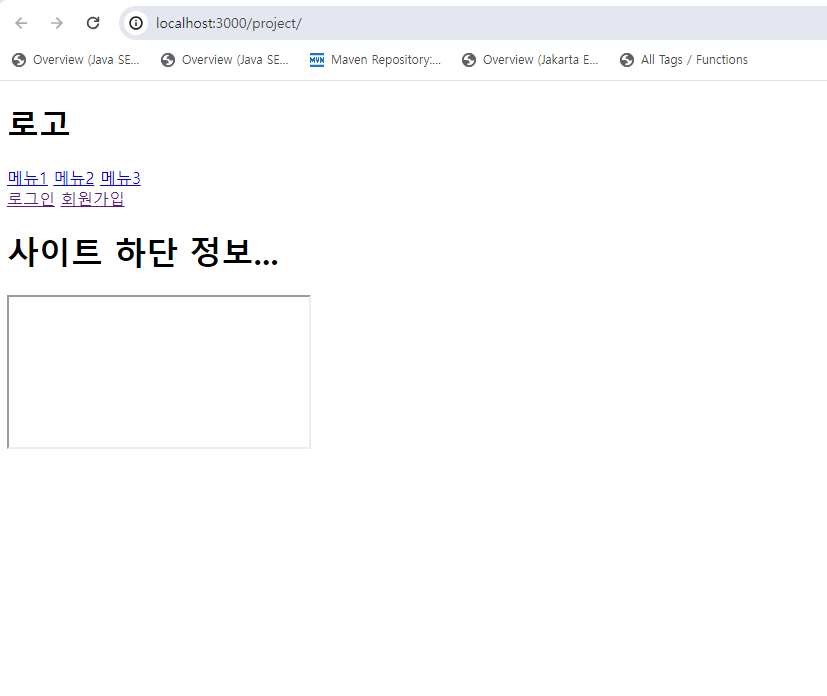 localhost:3000/project/
Overview (Java SE... Overview (Java SE... MVN Maven Repository:... Overview (Jakarta E... All Tags / Functions
로고
메뉴1 메뉴2 메뉴3
로그인 회원가입
사이트 하단 정보...